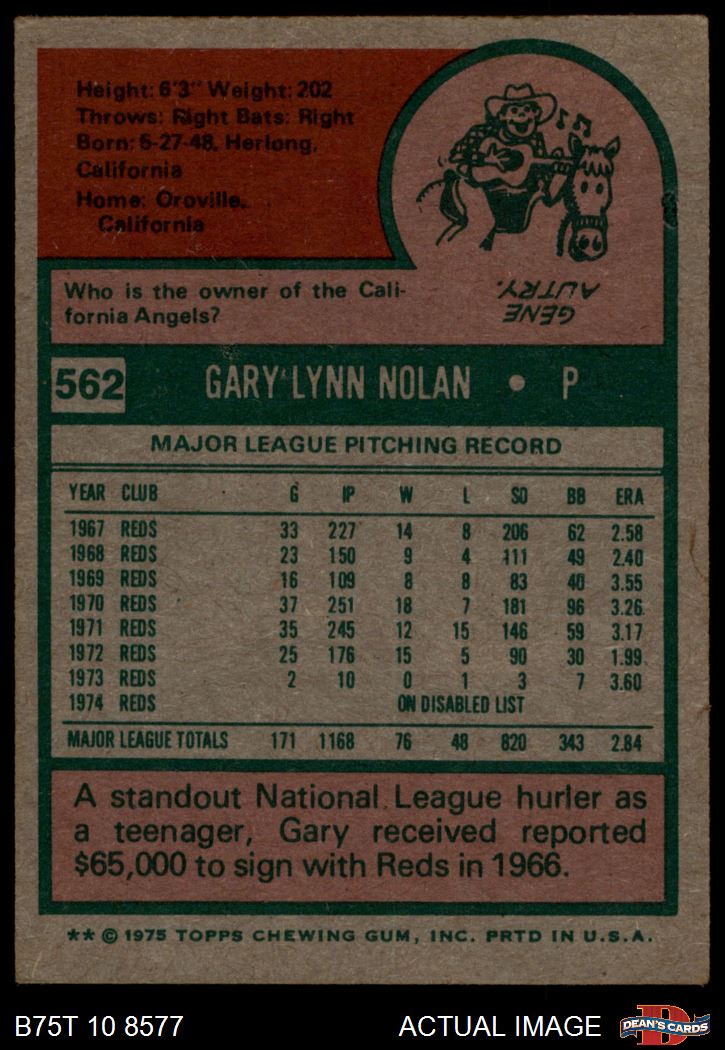 Height: 6'3" Weight: 202
Throws: Right Bats: Right
Born: 5-27-48, Herlong,
California
Home: Oroville,
California
Who is the owner of the Cali-
fornia Angels?
GENE
AUTRY.
562 GARY LYNN NOLAN • P
MAJOR LEAGUE PITCHING RECORD
YEAR CLUB G IP W L SO BB ERA
1967 REDS 33 227 14 8 206 62 2.58
1968 REDS 23 150 9 4 111 49 2.40
1969 REDS 16 109 8 8 83 40 3.55
1970 REDS 37 251 18 7 181 96 3.26
1971 REDS 35 245 12 15 146 59 3.17
1972 REDS 25 176 15 5 90 30 1.99
1973 REDS 2 10 0 1 3 7 3.60
1974 REDS ON DISABLED LIST
MAJOR LEAGUE TOTALS 171 1168 76 48 820 343 2.84
A standout National League hurler as
a teenager, Gary received reported
$65,000 to sign with Reds in 1966.
** © 1975 TOPPS CHEWING GUM, INC. PRTD IN U.S.A.
B75T 10 8577 ACTUAL IMAGE D DEAN'S CARDS